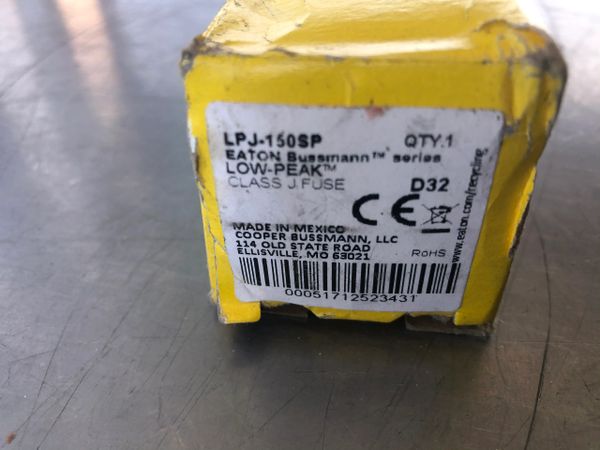 LPJ-150SP QTY.1
EATON Bussmann™ series
LOW-PEAK™
CLASS J FUSE D32
CE
MADE IN MEXICO
COOPER BUSSMANN, LLC
114 OLD STATE ROAD
ELLISVILLE, MO 63021
RoHS
www.eaton.com/recycling
00051712523431